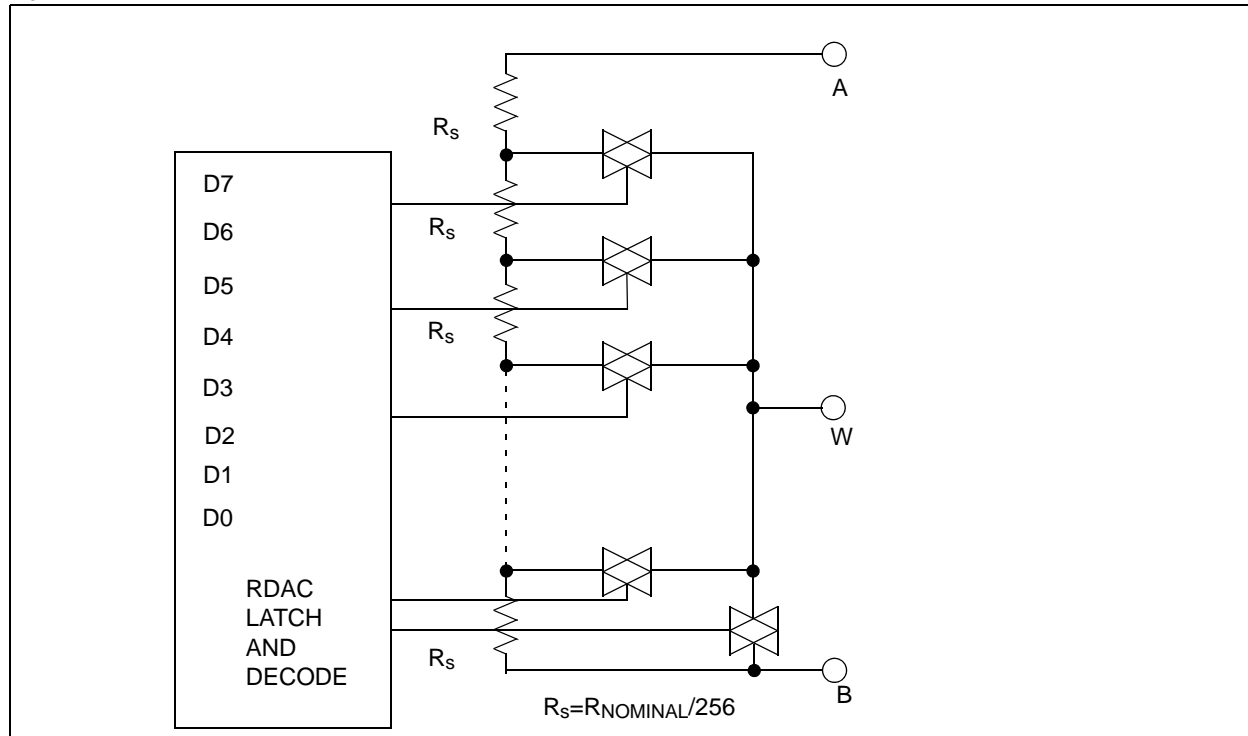 A
Rs
D7
D6
Rs
D5
D4
Rs
D3
D2
W
D1
D0
RDAC
LATCH
AND
DECODE
Rs
B
Rs=RNOMINAL/256